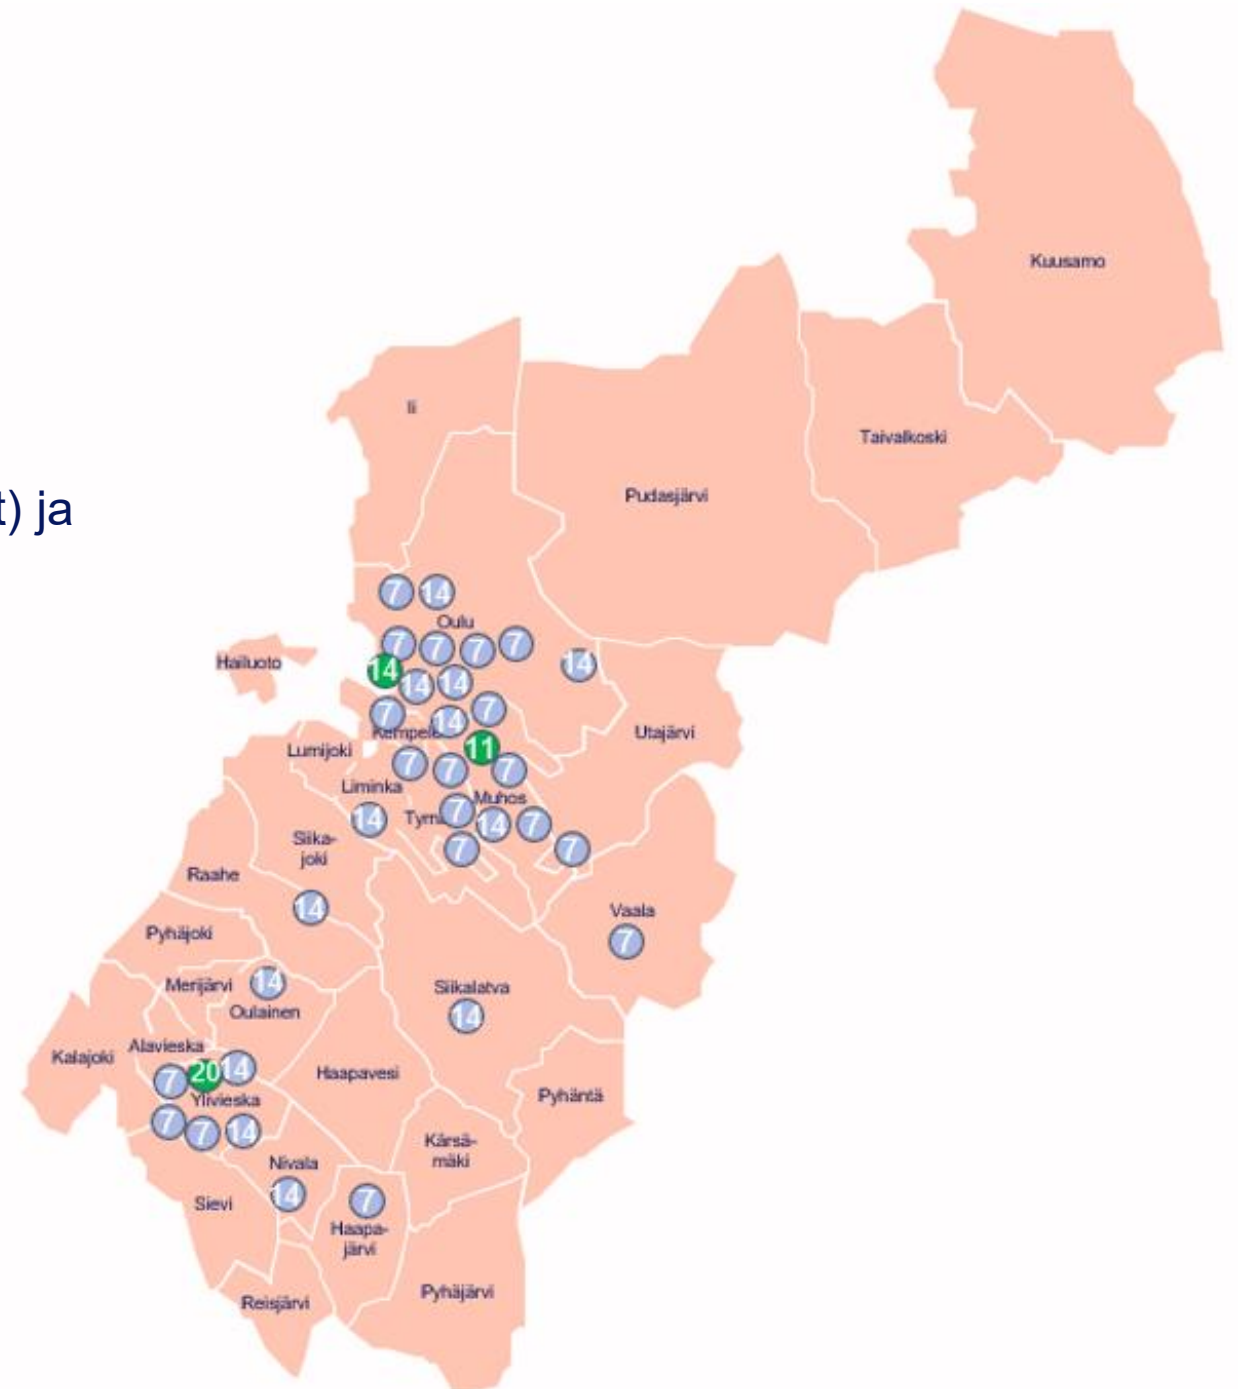 Kuusamo
Ii
Taivalkoski
Pudasjärvi
t) ja
7 14
Oulu
7 7 7 7
Hailuoto
14 14
14 14
7 14 7
Kempele
Utajärvi
Lumijoki
11
7 7 7
Liminka
Muhos
14
7 14 7
Siika-
joki
7 7
Raahe
14
Vaala
Pyhäjoki
7
Merijärvi
14
Siikalatva
Oulainen
14
Alavieska
Kalajoki
7 20 14
Haapavesi
Ylivieska
Pyhäntä
7 7 14
Kärsä-
mäki
Nivala
14
7
Sievi
Haapa-
järvi
Pyhäjärvi
Reisjärvi